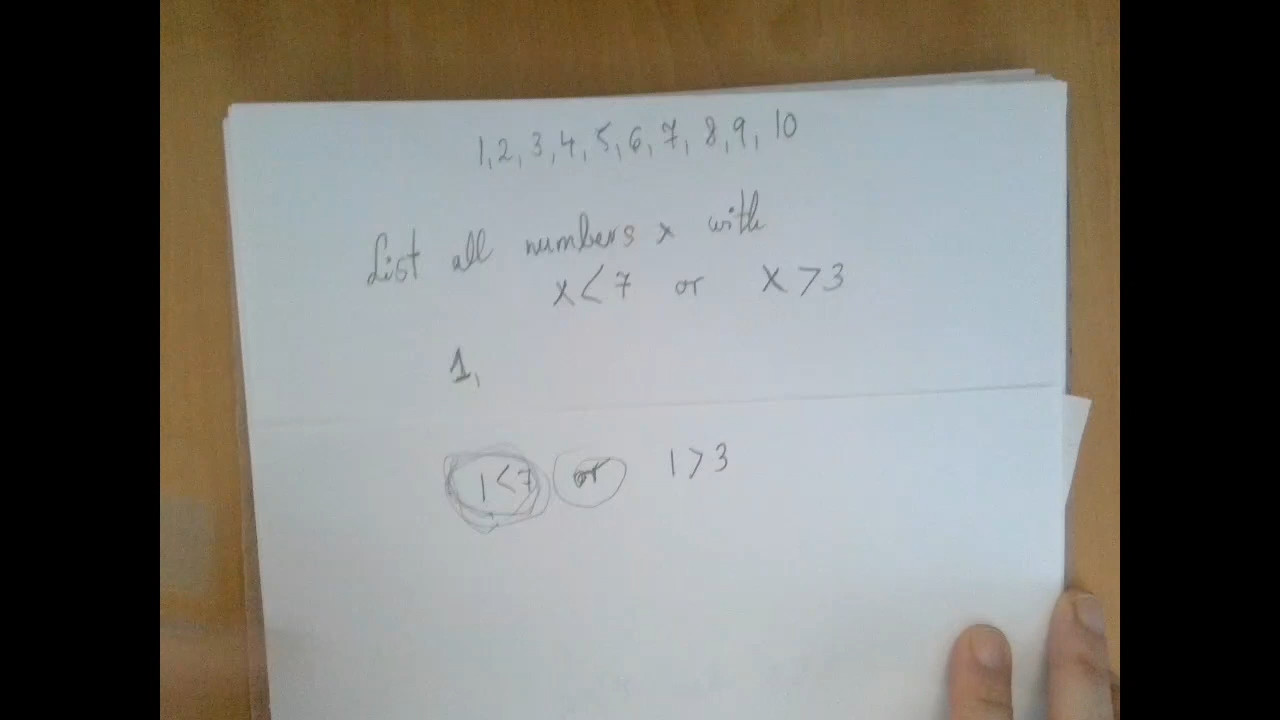 1, 2, 3, 4, 5, 6, 7, 8, 9, 10
List all numbers x with
x < 7 or x > 3
1,
1 < 7 or 1 > 3